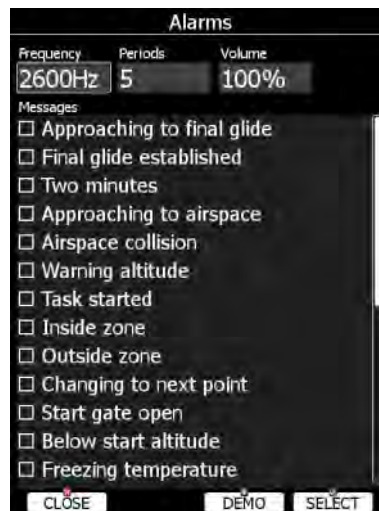 Alarms
Frequency Periods Volume
2600Hz 5 100%
Messages
Approaching to final glide
Final glide established
Two minutes
Approaching to airspace
Airspace collision
Warning altitude
Task started
Inside zone
Outside zone
Changing to next point
Start gate open
Below start altitude
Freezing temperature
CLOSE DEMO SELECT